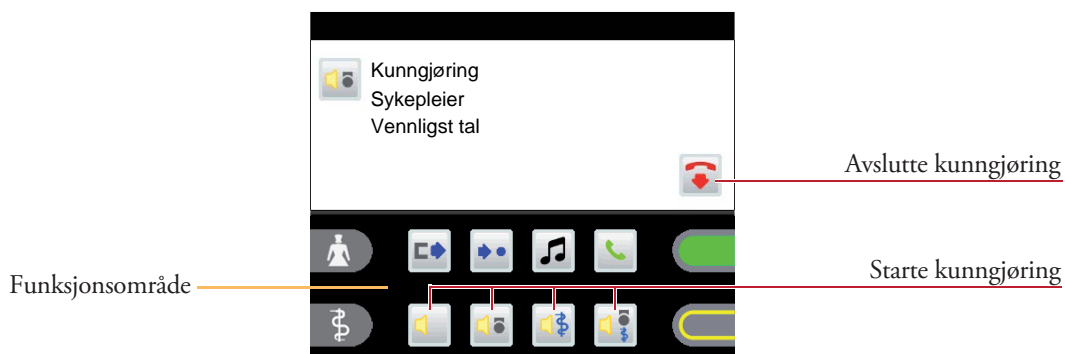 Kunngjøring
Sykepleier
Vennligst tal
Avslutte kunngjøring
Starte kunngjøring
Funksjonsområde